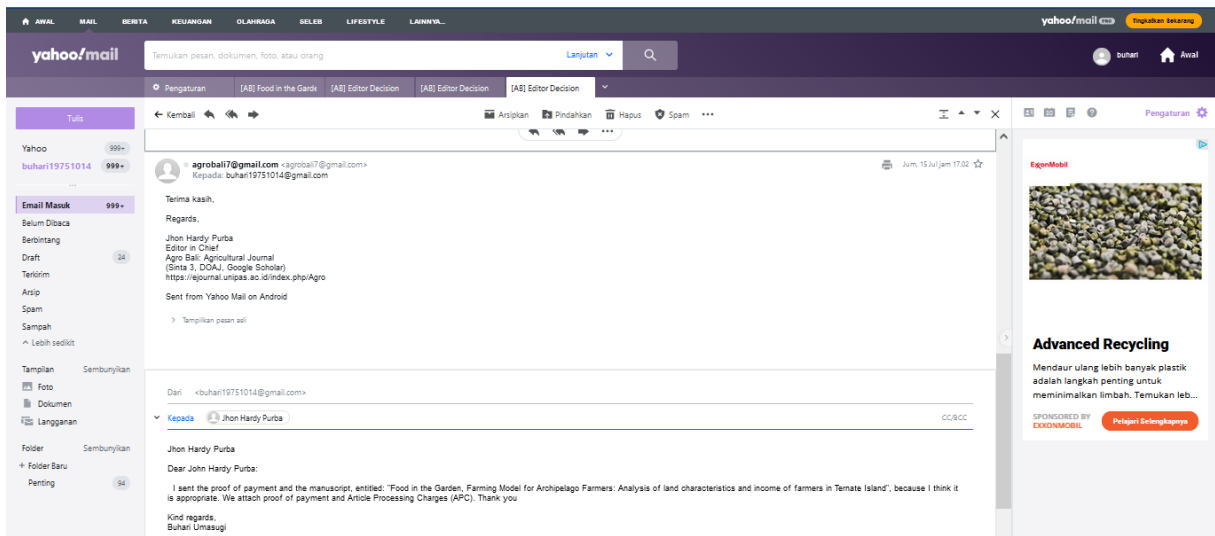 AWAL MAIL BERITA KEUANGAN OLAHRAGA SELEB LIFESTYLE LAINNYA...
yahoo!mail Tingkatkan Sekarang
yahoo!mail
Temukan pesan, dokumen, foto, atau orang
Lanjutan
buhari
Awal
Pengaturan
[AB] Food in the Garde
[AB] Editor Decision
[AB] Editor Decision
[AB] Editor Decision
Tulis
Kembali
Arsipkan Pindahkan Hapus Spam
Pengaturan
Yahoo 999+
buhari19751014 999+
Email Masuk 999+
Belum Dibaca
Berbintang
Draft 24
Terkirim
Arsip
Spam
Sampah
Lebih sedikit
Tampilan Sembunyikan
Foto
Dokumen
Langganan
Folder Sembunyikan
+ Folder Baru
Penting 94
agrobali7@gmail.com <agrobali7@gmail.com>
Kepada: buhari19751014@gmail.com
Jum, 15 Jul jam 17.02
Terima kasih,
Regards,
Jhon Hardy Purba
Editor in Chief
Agro Bali: Agricultural Journal
(Sinta 3, DOAJ, Google Scholar)
https://ejournal.unipas.ac.id/index.php/Agro
Sent from Yahoo Mail on Android
> Tampilkan pesan asli
Dari <buhari19751014@gmail.com>
Kepada Jhon Hardy Purba CC/BCC
Jhon Hardy Purba
Dear John Hardy Purba:
I sent the proof of payment and the manuscript, entitled: "Food in the Garden, Farming Model for Archipelago Farmers: Analysis of land characteristics and income of farmers in Ternate Island", because I think it
is appropriate. We attach proof of payment and Article Processing Charges (APC). Thank you
Kind regards,
Buhari Umasugi
ExxonMobil
Advanced Recycling
Mendaur ulang lebih banyak plastik
adalah langkah penting untuk
meminimalkan limbah. Temukan leb...
SPONSORED BY
EXXONMOBIL
Pelajari Selengkapnya